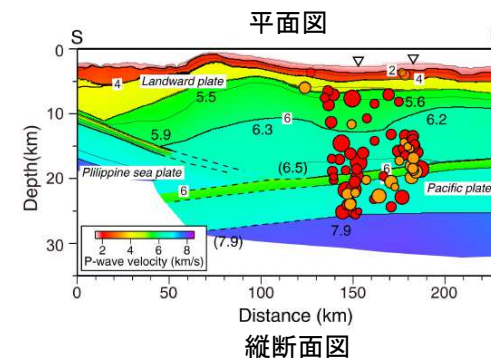 平面図
S
0
10
20
30
Depth(km)
Landward plate
Plilippine sea plate
Pacific plate
4
2
4
5.5
5.6
5.9
6.3
6
6.2
(6.5)
6
6
7.9
(7.9)
2 4 6 8
P-wave velocity (km/s)
0 50 100 150 200
Distance (km)
縦断面図